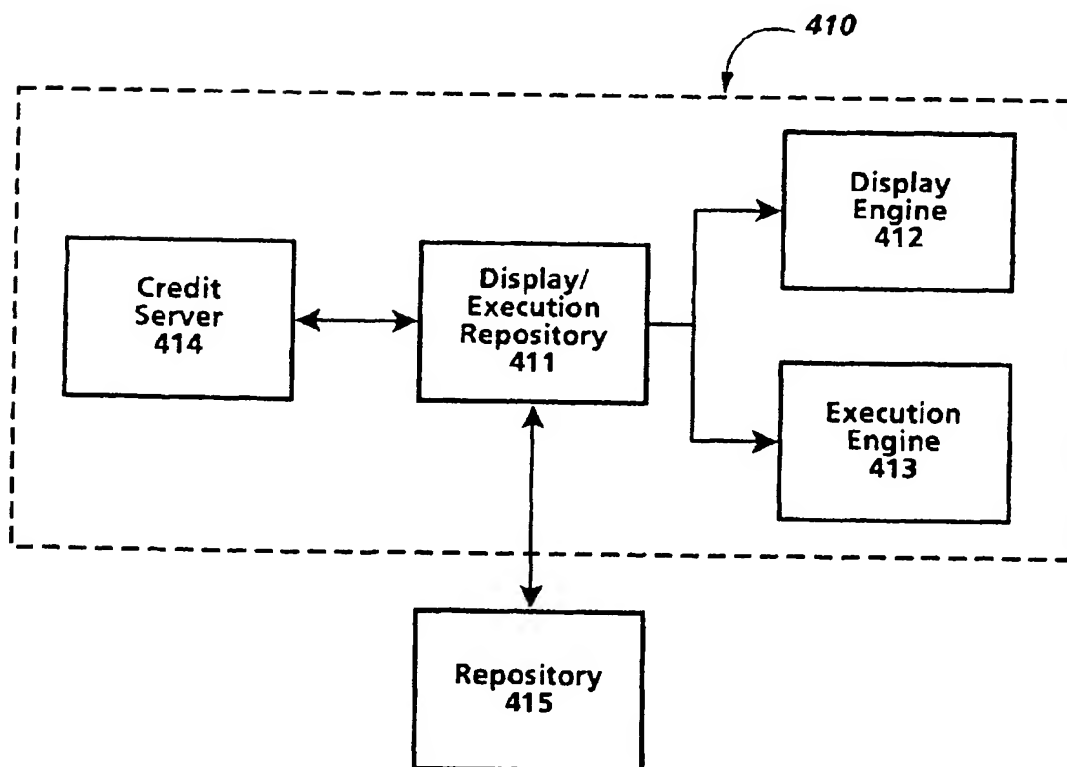 410
Display
Engine
412
Credit
Server
414
Display/
Execution
Repository
411
Execution
Engine
413
Repository
415